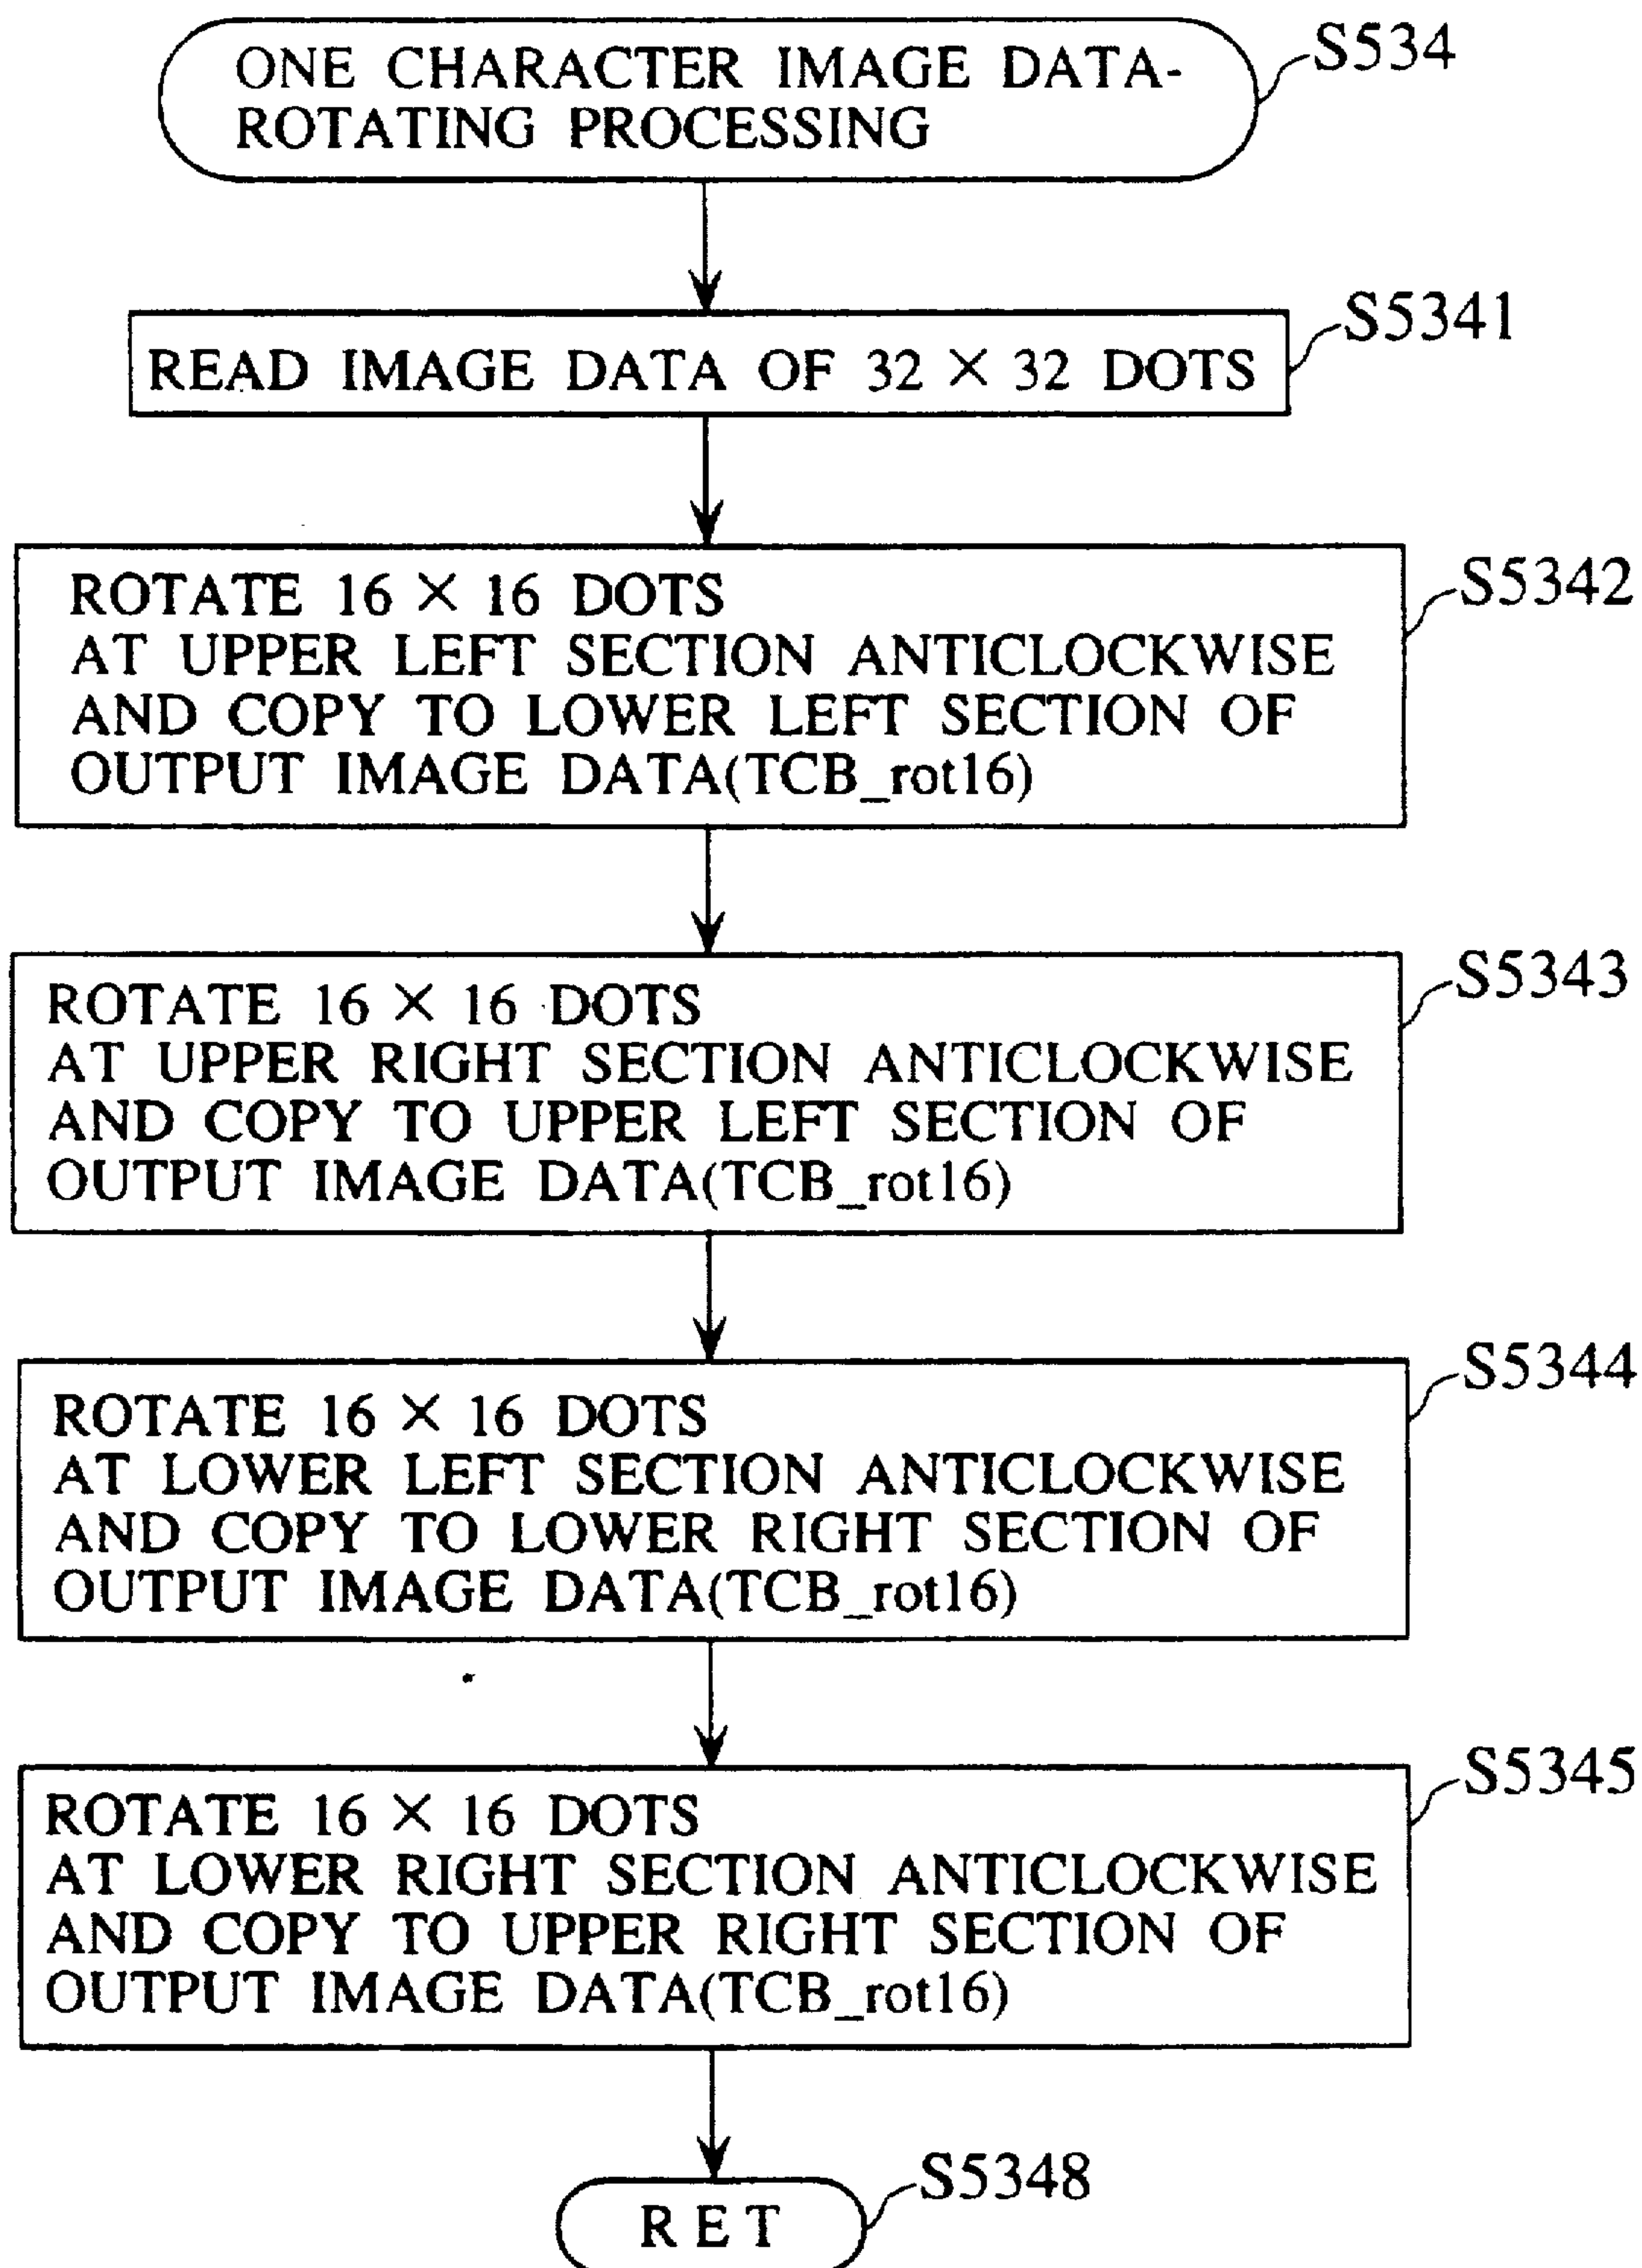 ONE CHARACTER IMAGE DATA-
ROTATING PROCESSING
S534
READ IMAGE DATA OF 32 × 32 DOTS
S5341
ROTATE 16 × 16 DOTS
AT UPPER LEFT SECTION ANTICLOCKWISE
AND COPY TO LOWER LEFT SECTION OF
OUTPUT IMAGE DATA(TCB_rot16)
S5342
ROTATE 16 × 16 DOTS
AT UPPER RIGHT SECTION ANTICLOCKWISE
AND COPY TO UPPER LEFT SECTION OF
OUTPUT IMAGE DATA(TCB_rot16)
S5343
ROTATE 16 × 16 DOTS
AT LOWER LEFT SECTION ANTICLOCKWISE
AND COPY TO LOWER RIGHT SECTION OF
OUTPUT IMAGE DATA(TCB_rot16)
S5344
ROTATE 16 × 16 DOTS
AT LOWER RIGHT SECTION ANTICLOCKWISE
AND COPY TO UPPER RIGHT SECTION OF
OUTPUT IMAGE DATA(TCB_rot16)
S5345
RET
S5348